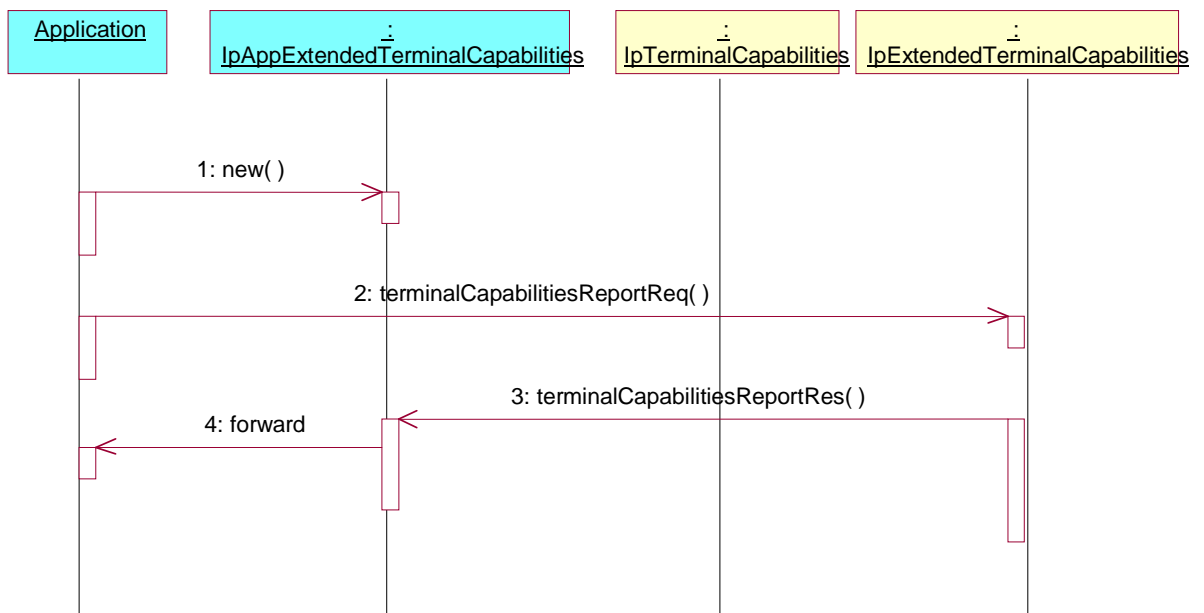 Application
:
IpAppExtendedTerminalCapabilities
:
IpTerminalCapabilities
:
IpExtendedTerminalCapabilities
1: new( )
2: terminalCapabilitiesReportReq( )
3: terminalCapabilitiesReportRes( )
4: forward